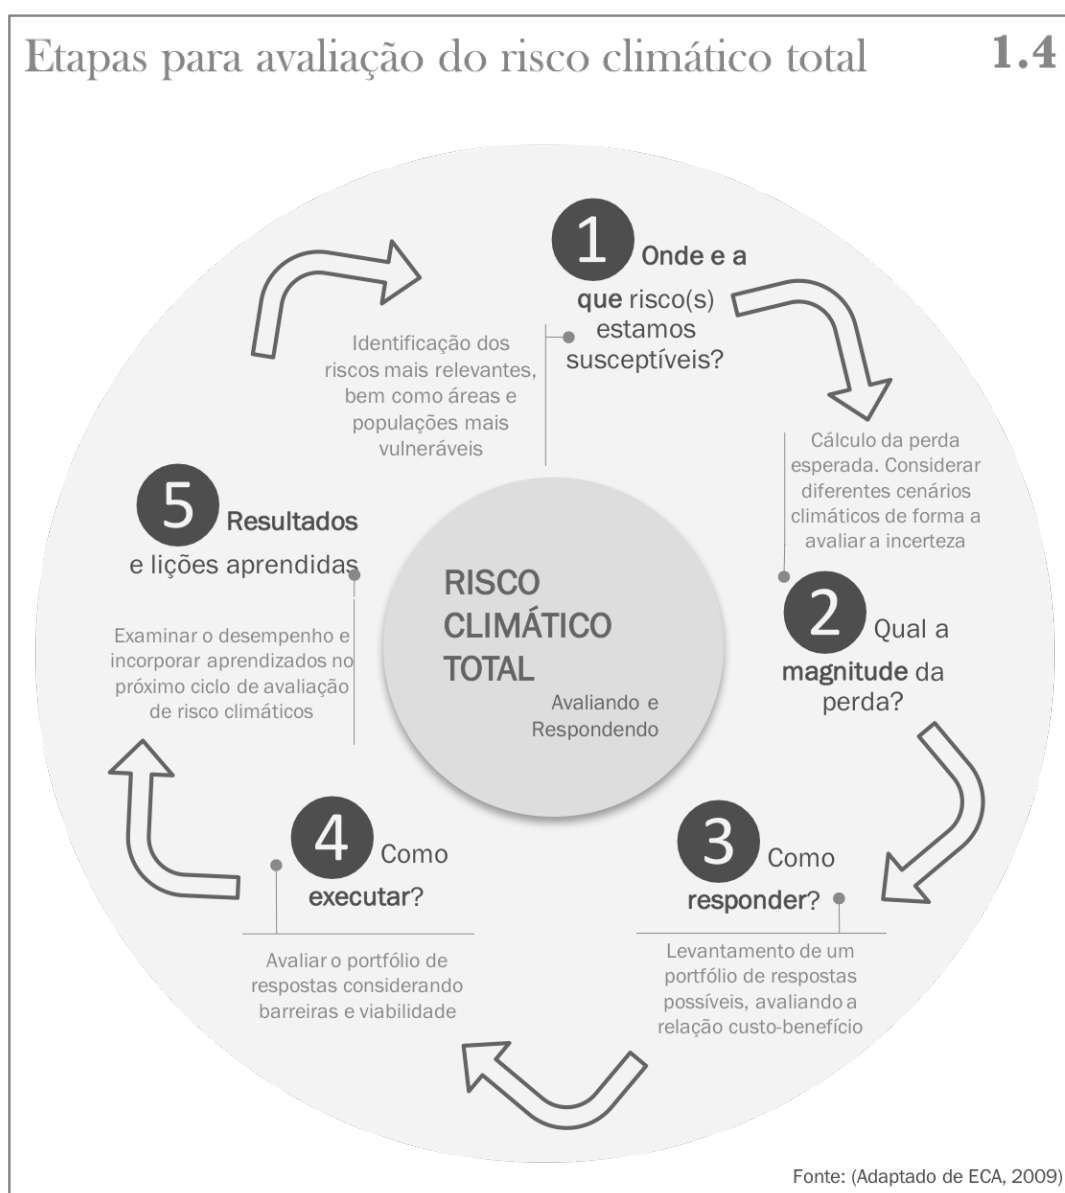 Etapas para avaliação do risco climático total 1.4
1 Onde e a
que risco(s)
estamos
susceptíveis?
Identificação dos
riscos mais relevantes,
bem como áreas e
populações mais
vulneráveis
Cálculo da perda
esperada. Considerar
diferentes cenários
climáticos de forma a
avaliar a incerteza
2 Qual a
magnitude da
perda?
3 Como
responder?
Levantamento de um
portfólio de respostas
possíveis, avaliando a
relação custo-benefício
4 Como
executar?
Avaliar o portfólio de
respostas considerando
barreiras e viabilidade
5 Resultados
e lições aprendidas
Examinar o desempenho e
incorporar aprendizados no
próximo ciclo de avaliação
de risco climáticos
RISCO
CLIMÁTICO
TOTAL
Avaliando e
Respondendo
Fonte: (Adaptado de ECA, 2009)